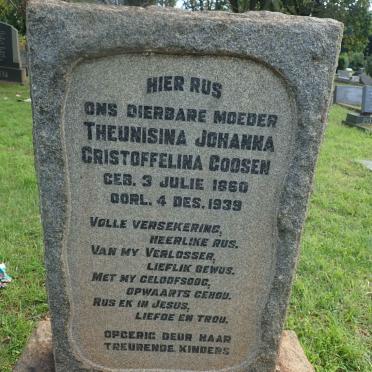 HIER RUS
ONS DIERBARE MOEDER
THEUNISINA JOHANNA
CRISTOFFELINA GOOSEN
GEB. 3 JULIE 1860
OORL. 4 DES. 1939
VOLLE VERSEKERING,
HEERLIKE RUS.
VAN MY VERLOSSER,
LIEFLIK BEWUS.
MET MY GELOOFSOOG,
OPWAARTS GEHOU.
RUS EK IN JESUS,
LIEFDE EN TROU.
OPGERIG DEUR HAAR
TREURENDE KINDERS